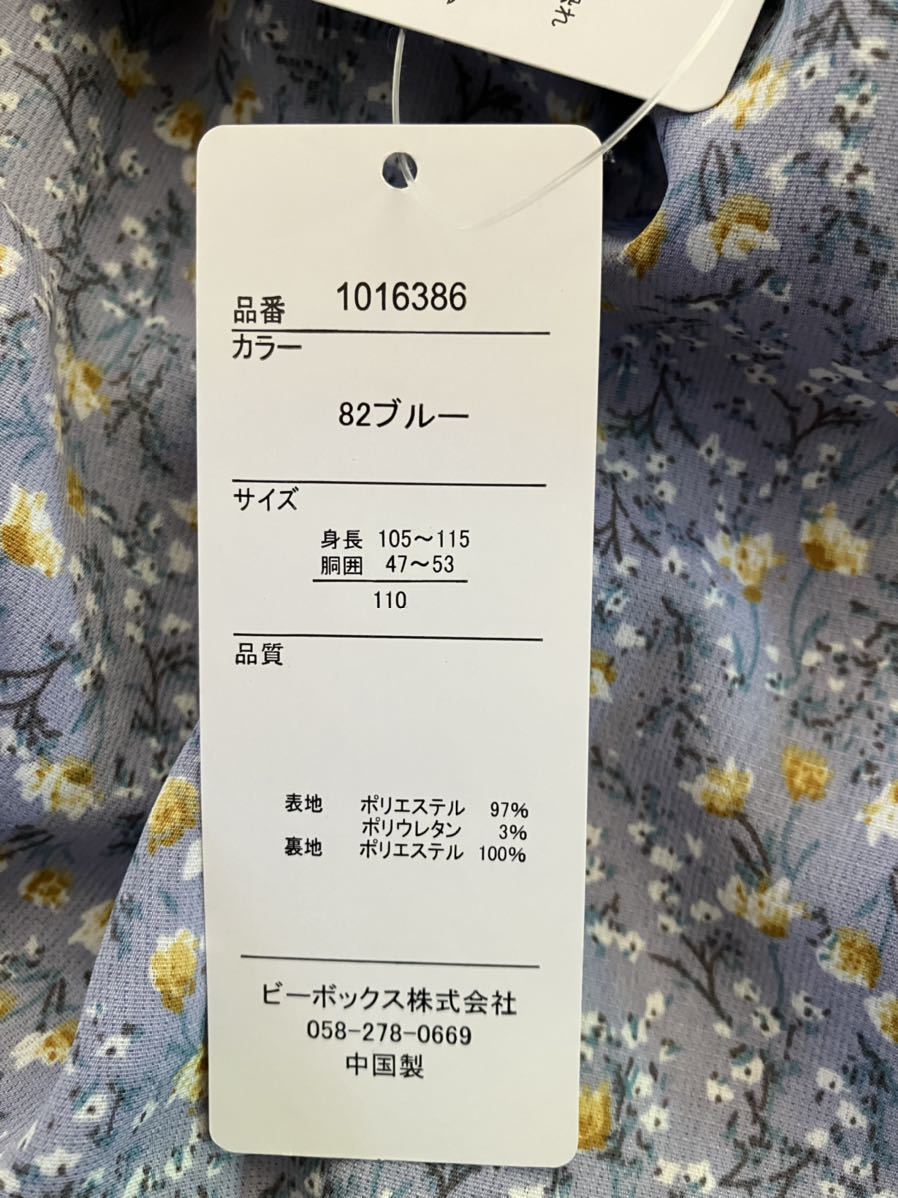 品番 1016386
カラー
82ブルー
サイズ
身長 105～115
胴囲 47～53
110
品質
表地 ポリエステル 97%
ポリウレタン 3%
裏地 ポリエステル 100%
ビーボックス株式会社
058-278-0669
中国製